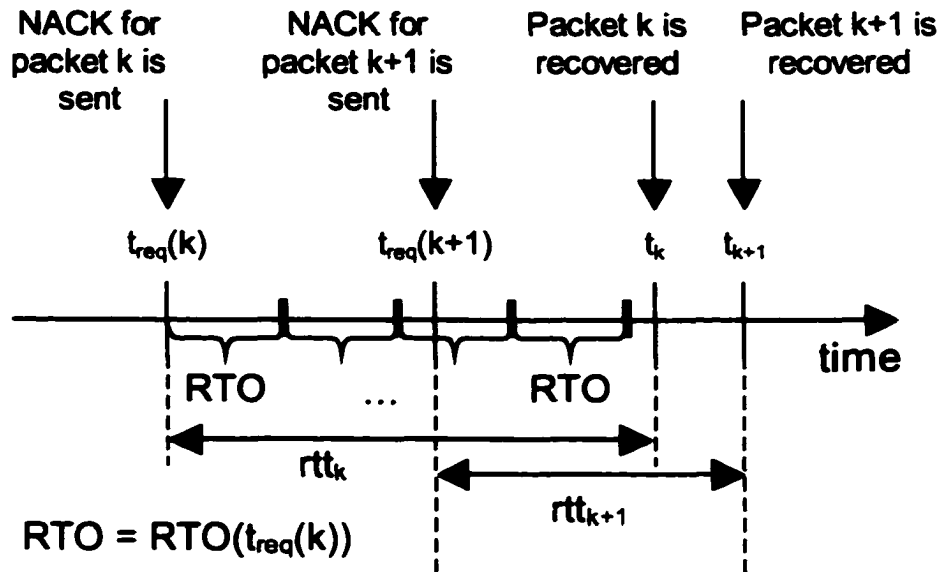 NACK for
packet k is
sent
NACK for
packet k+1 is
sent
Packet k is
recovered
Packet k+1 is
recovered
t_req(k)
t_req(k+1)
t_k
t_k+1
time
RTO
...
RTO
rtt_k
rtt_k+1
RTO = RTO(t_req(k))